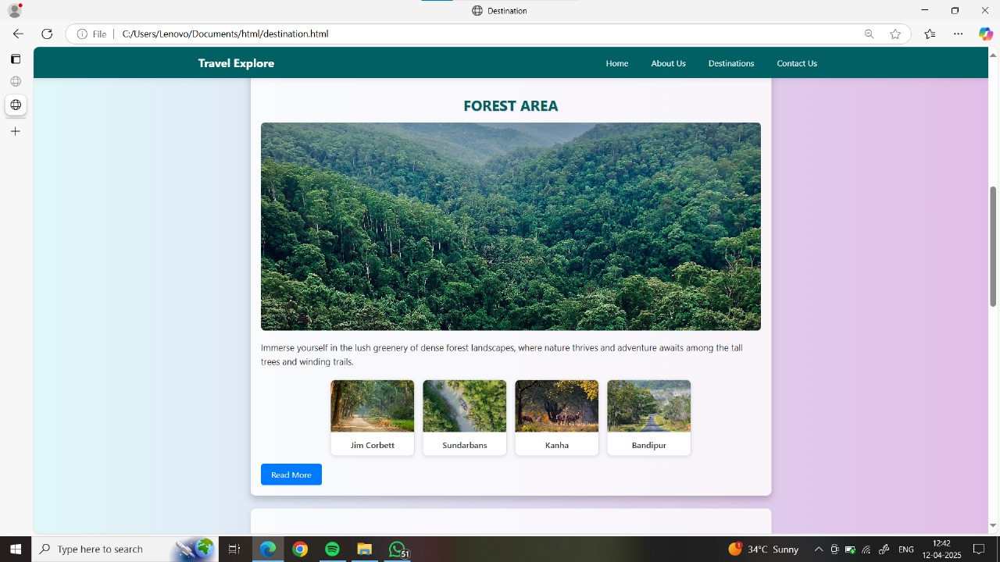 Destination
File
C:/Users/Lenovo/Documents/html/destination.html
Travel Explore
Home
About Us
Destinations
Contact Us
FOREST AREA
Immerse yourself in the lush greenery of dense forest landscapes, where nature thrives and adventure awaits among the tall
trees and winding trails.
Jim Corbett
Sundarbans
Kanha
Bandipur
Read More
Type here to search
51
1
34°C Sunny
ENG
12:42
12-04-2025